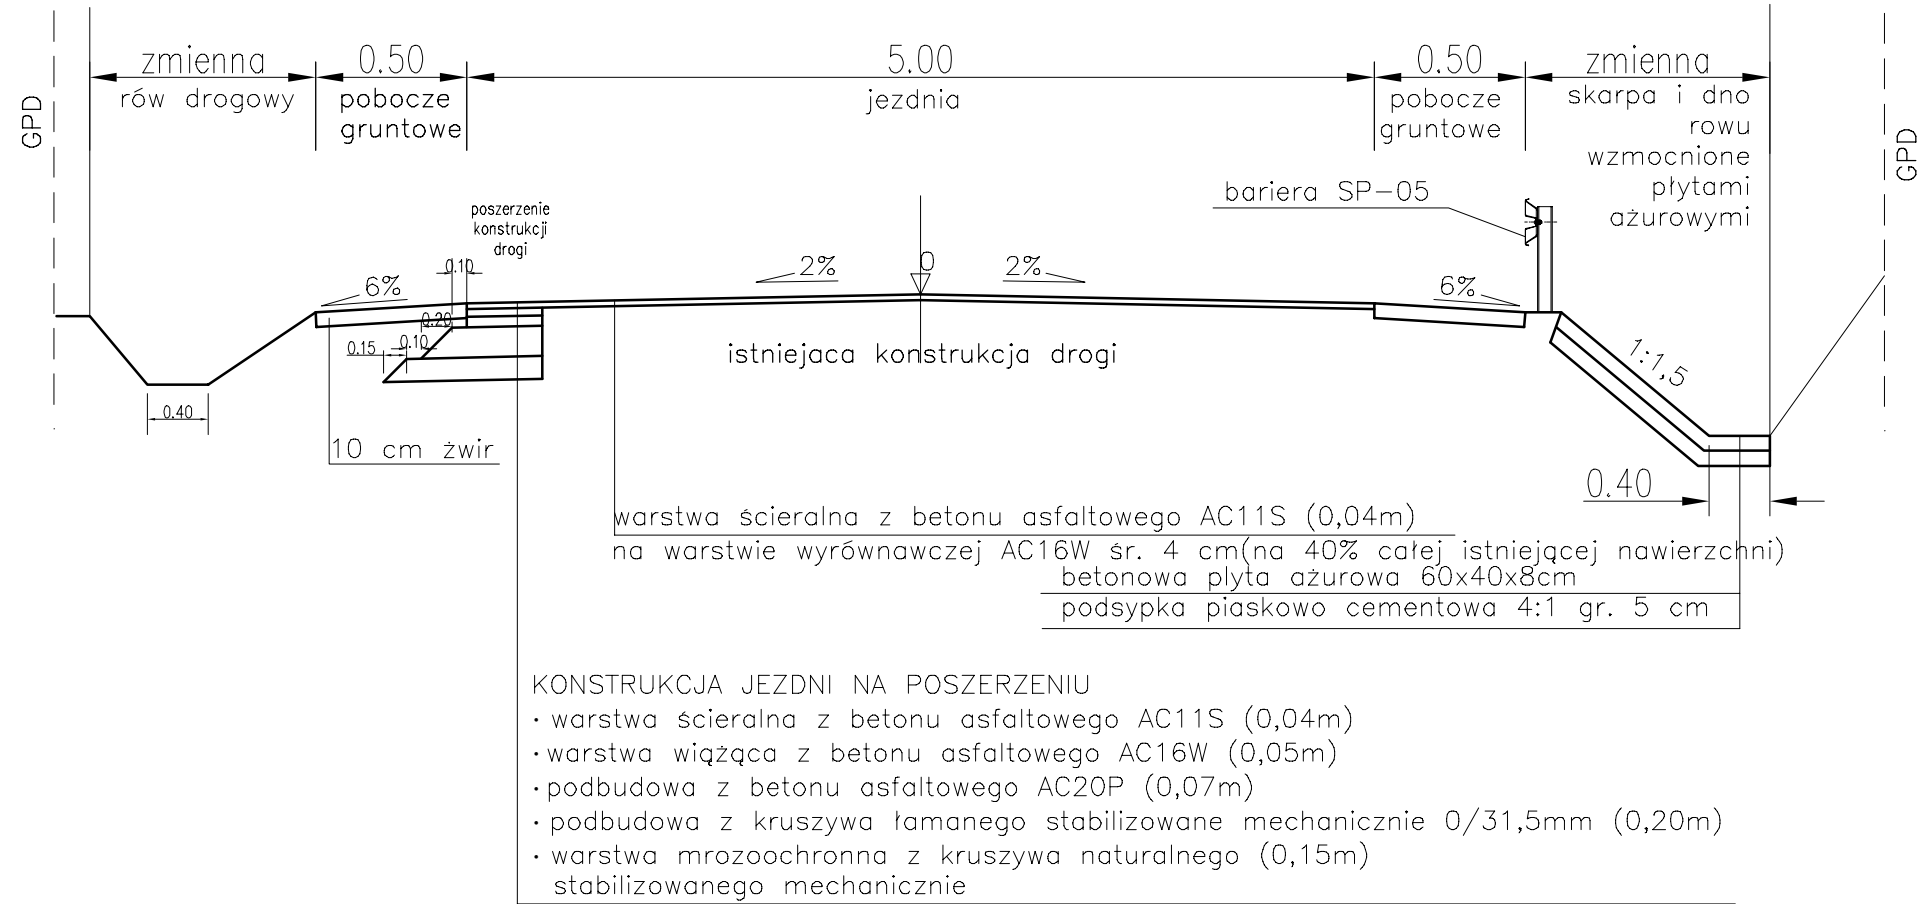 zmienna
0.50
5.00
0.50
zmienna
rów drogowy
pobocze
gruntowe
jezdnia
pobocze
gruntowe
skarpa i dno
rowu
wzmocnione
płytami
ażurowymi
GPD
GPD
bariera SP-05
poszerzenie
konstrukcji
drogi
0.10
6%
2%
0
2%
6%
0.20
0.10
0.15
istniejaca konstrukcja drogi
1:1,5
0.40
10 cm żwir
0.40
warstwa ścieralna z betonu asfaltowego AC11S (0,04m)
na warstwie wyrównawczej AC16W śr. 4 cm(na 40% całej istniejącej nawierzchni)
betonowa plyta ażurowa 60x40x8cm
podsypka piaskowo cementowa 4:1 gr. 5 cm
KONSTRUKCJA JEZDNI NA POSZERZENIU
· warstwa ścieralna z betonu asfaltowego AC11S (0,04m)
· warstwa wiążąca z betonu asfaltowego AC16W (0,05m)
· podbudowa z betonu asfaltowego AC20P (0,07m)
· podbudowa z kruszywa łamanego stabilizowane mechanicznie 0/31,5mm (0,20m)
· warstwa mrozoochronna z kruszywa naturalnego (0,15m)
stabilizowanego mechanicznie